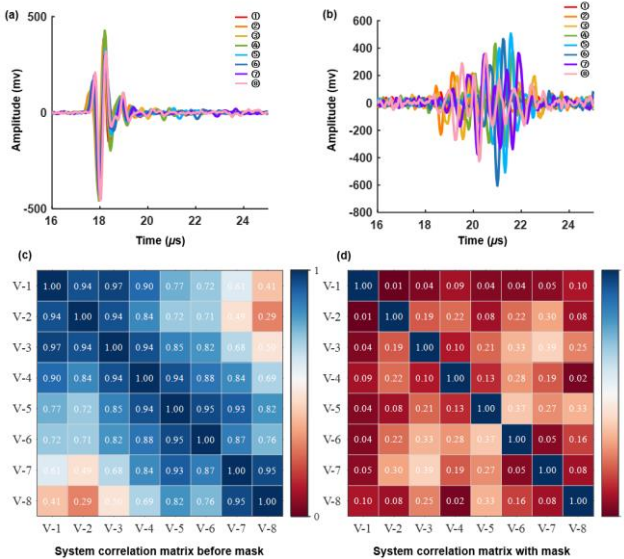 (a)
500
0
-500
Amplitude (mv)
16 18 20 22 24
Time (µs)
①
②
③
④
⑤
⑥
⑦
⑧
(b)
600
400
200
0
-200
-400
-600
-800
Amplitude (mv)
16 18 20 22 24
Time (µs)
①
②
③
④
⑤
⑥
⑦
⑧
(c)
V-1 1.00 0.94 0.97 0.90 0.77 0.72 0.61 0.41
V-2 0.94 1.00 0.94 0.84 0.72 0.71 0.29
V-3 0.97 0.94 1.00 0.94 0.85 0.82 0.68
V-4 0.90 0.84 0.94 1.00 0.95 0.88 0.84 0.69
V-5 0.77 0.72 0.85 0.94 1.00 0.95 0.93 0.82
V-6 0.72 0.71 0.82 0.88 0.95 1.00 0.87 0.76
V-7 0.61 0.68 0.84 0.93 0.87 1.00 0.95
V-8 0.41 0.29 0.69 0.82 0.76 0.95 1.00
V-1 V-2 V-3 V-4 V-5 V-6 V-7 V-8
1
0
System correlation matrix before mask
(d)
V-1 1.00 0.01 0.04 0.09 0.04 0.04 0.05 0.10
V-2 0.01 1.00 0.19 0.22 0.08 0.22 0.30 0.08
V-3 0.04 0.19 1.00 0.10 0.21 0.33 0.39 0.25
V-4 0.09 0.22 0.10 1.00 0.13 0.28 0.19 0.02
V-5 0.04 0.08 0.21 0.13 1.00 0.37 0.27 0.33
V-6 0.04 0.22 0.33 0.28 0.37 1.00 0.05 0.16
V-7 0.05 0.30 0.39 0.19 0.27 0.05 1.00 0.08
V-8 0.10 0.08 0.25 0.02 0.33 0.16 0.08 1.00
V-1 V-2 V-3 V-4 V-5 V-6 V-7 V-8
System correlation matrix with mask